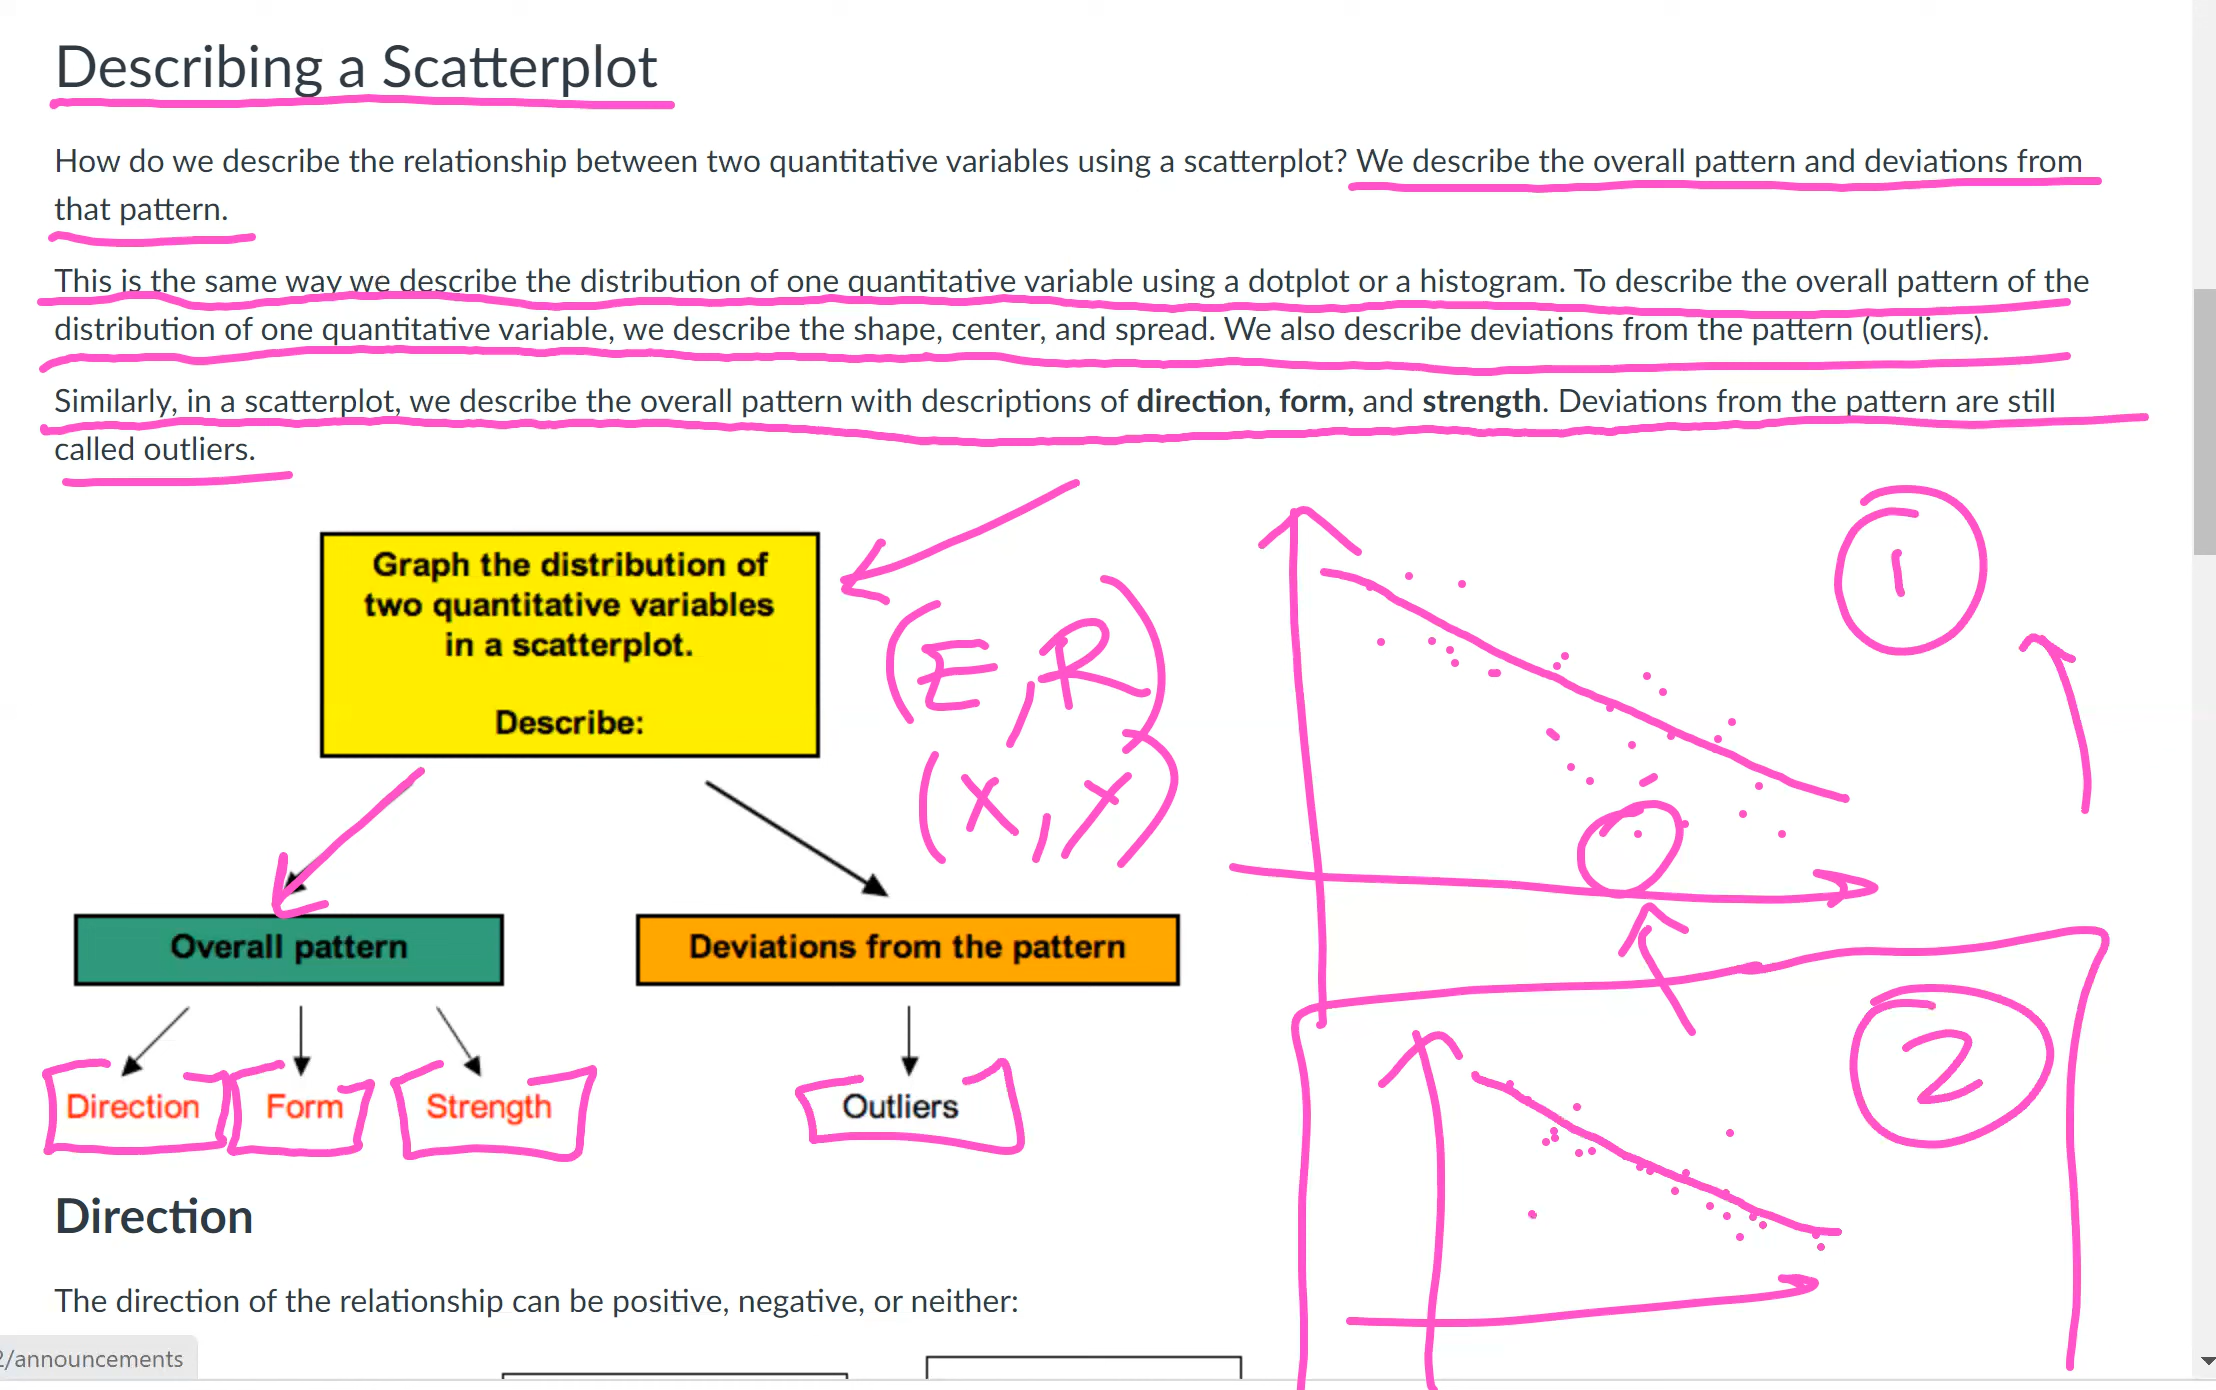 Describing a Scatterplot
How do we describe the relationship between two quantitative variables using a scatterplot? We describe the overall pattern and deviations from
that pattern.
This is the same way we describe the distribution of one quantitative variable using a dotplot or a histogram. To describe the overall pattern of the
distribution of one quantitative variable, we describe the shape, center, and spread. We also describe deviations from the pattern (outliers).
Similarly, in a scatterplot, we describe the overall pattern with descriptions of direction, form, and strength. Deviations from the pattern are still
called outliers.
Graph the distribution of
two quantitative variables
in a scatterplot.
Describe:
(E, R)
(X, Y)
1
Overall pattern
Deviations from the pattern
2
Direction
Form
Strength
Outliers
Direction
The direction of the relationship can be positive, negative, or neither:
2/announcements